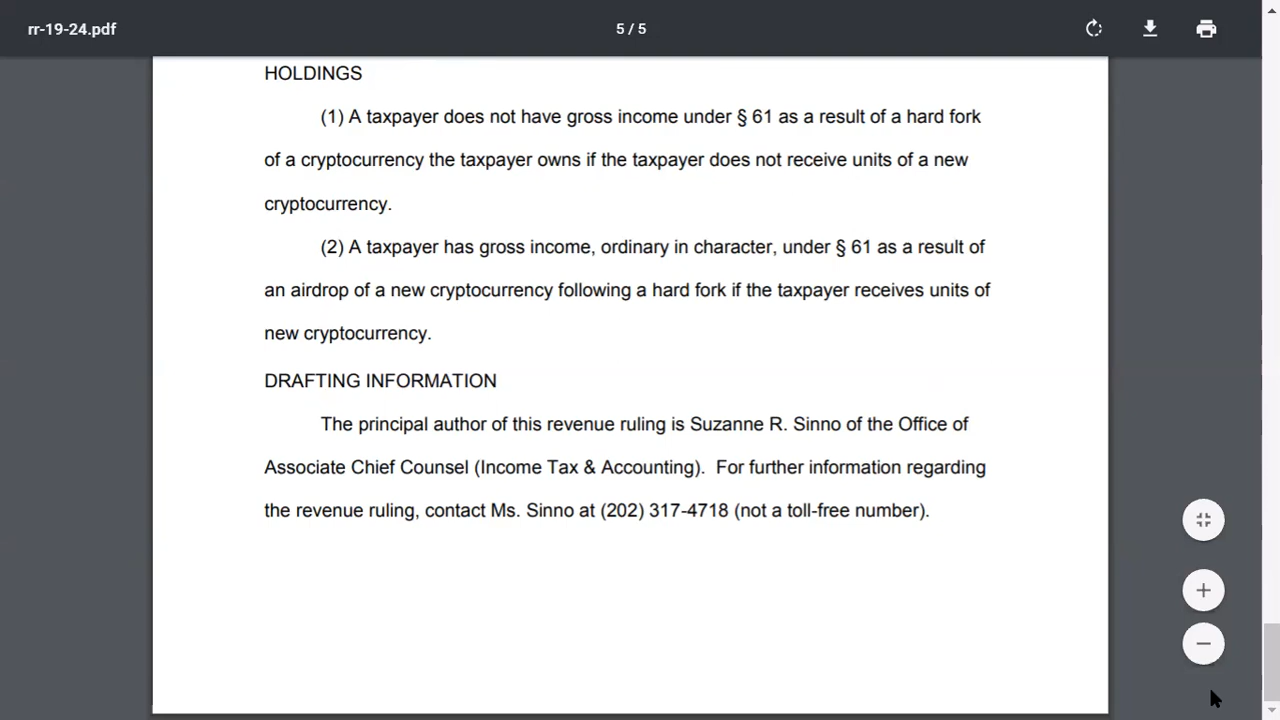 rr-19-24.pdf
5 / 5
HOLDINGS
(1) A taxpayer does not have gross income under § 61 as a result of a hard fork
of a cryptocurrency the taxpayer owns if the taxpayer does not receive units of a new
cryptocurrency.
(2) A taxpayer has gross income, ordinary in character, under § 61 as a result of
an airdrop of a new cryptocurrency following a hard fork if the taxpayer receives units of
new cryptocurrency.
DRAFTING INFORMATION
The principal author of this revenue ruling is Suzanne R. Sinno of the Office of
Associate Chief Counsel (Income Tax & Accounting).  For further information regarding
the revenue ruling, contact Ms. Sinno at (202) 317-4718 (not a toll-free number).